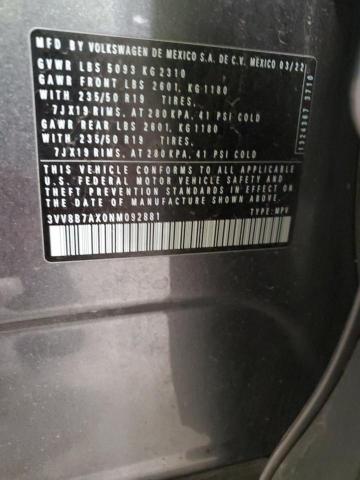 MFD BY VOLKSWAGEN DE MEXICO S.A. DE C.V. MÉXICO 03/22
GVWR LBS 5093 KG 2310
GAWR FRONT LBS 2601, KG 1180
WITH 235/50 R19 TIRES,
7JX19 RIMS, AT 280 KPA, 41 PSI COLD
GAWR REAR LBS 2601, KG 1180
WITH 235/50 R19 TIRES,
7JX19 RIMS, AT 280 KPA, 41 PSI COLD
THIS VEHICLE CONFORMS TO ALL APPLICABLE
U.S. FEDERAL MOTOR VEHICLE SAFETY AND
THEFT PREVENTION STANDARDS IN EFFECT ON THE
DATE OF MANUFACTURE SHOWN ABOVE.
3VV8B7AX0NM092881 TYPE: MPV